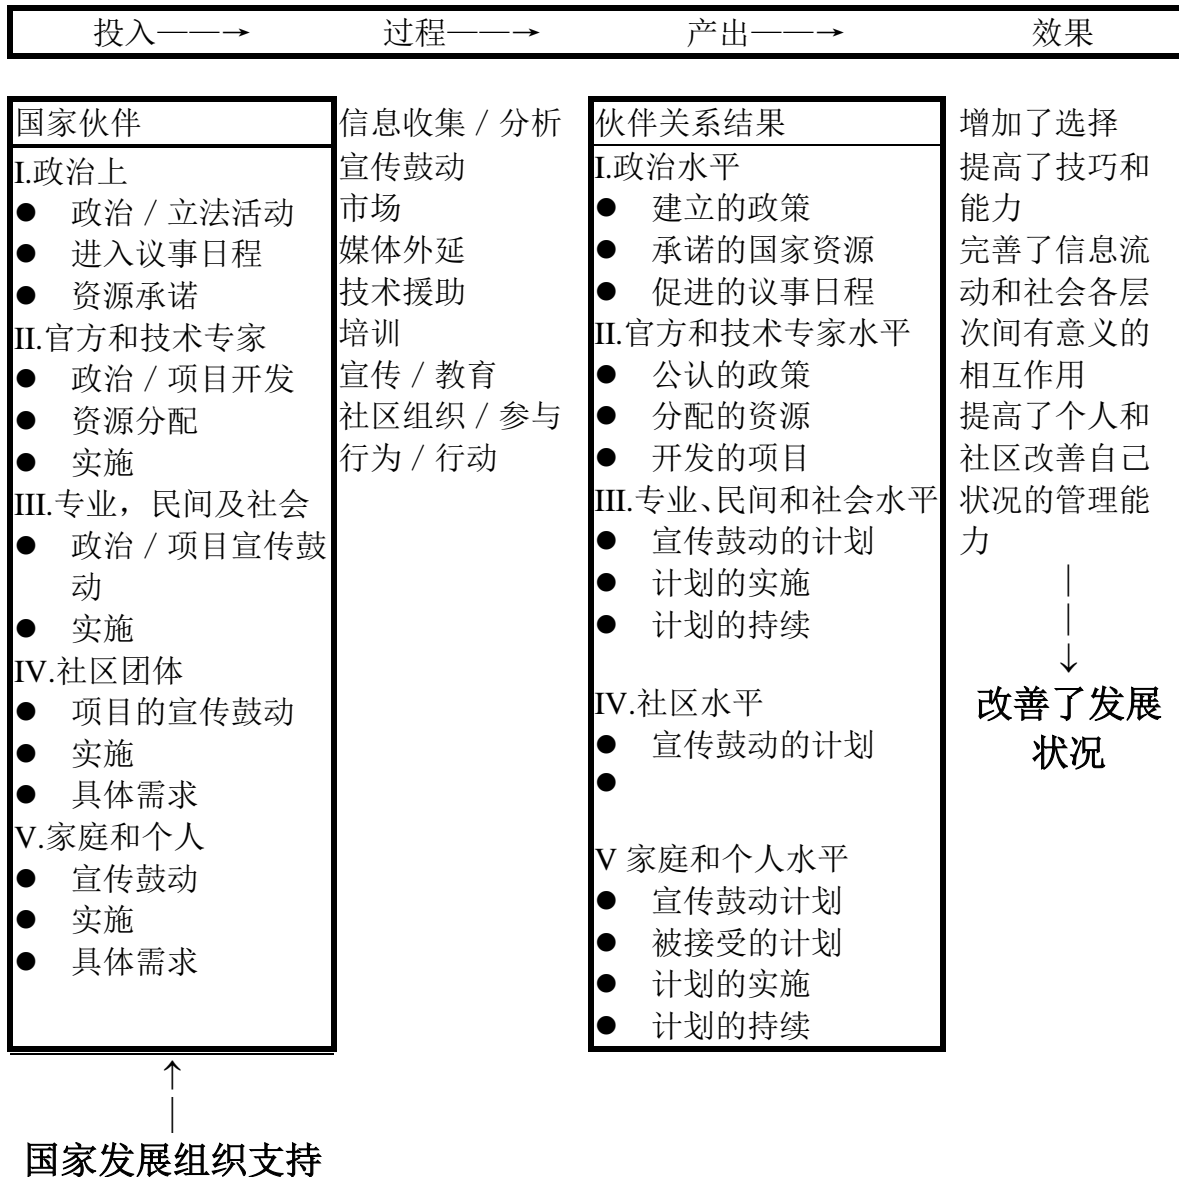 投入——→ 过程——→ 产出——→ 效果
国家伙伴
I.政治上
● 政治／立法活动
● 进入议事日程
● 资源承诺
II.官方和技术专家
● 政治／项目开发
● 资源分配
● 实施
III.专业，民间及社会
● 政治／项目宣传鼓
动
● 实施
IV.社区团体
● 项目的宣传鼓动
● 实施
● 具体需求
V.家庭和个人
● 宣传鼓动
● 实施
● 具体需求
信息收集／分析
宣传鼓动
市场
媒体外延
技术援助
培训
宣传／教育
社区组织／参与
行为／行动
伙伴关系结果
I.政治水平
● 建立的政策
● 承诺的国家资源
● 促进的议事日程
II.官方和技术专家水平
● 公认的政策
● 分配的资源
● 开发的项目
III.专业、民间和社会水平
● 宣传鼓动的计划
● 计划的实施
● 计划的持续
IV.社区水平
● 宣传鼓动的计划
●
V 家庭和个人水平
● 宣传鼓动计划
● 被接受的计划
● 计划的实施
● 计划的持续
增加了选择
提高了技巧和
能力
完善了信息流
动和社会各层
次间有意义的
相互作用
提高了个人和
社区改善自己
状况的管理能
力
｜
｜
↓
改善了发展
状况
↑
｜
国家发展组织支持